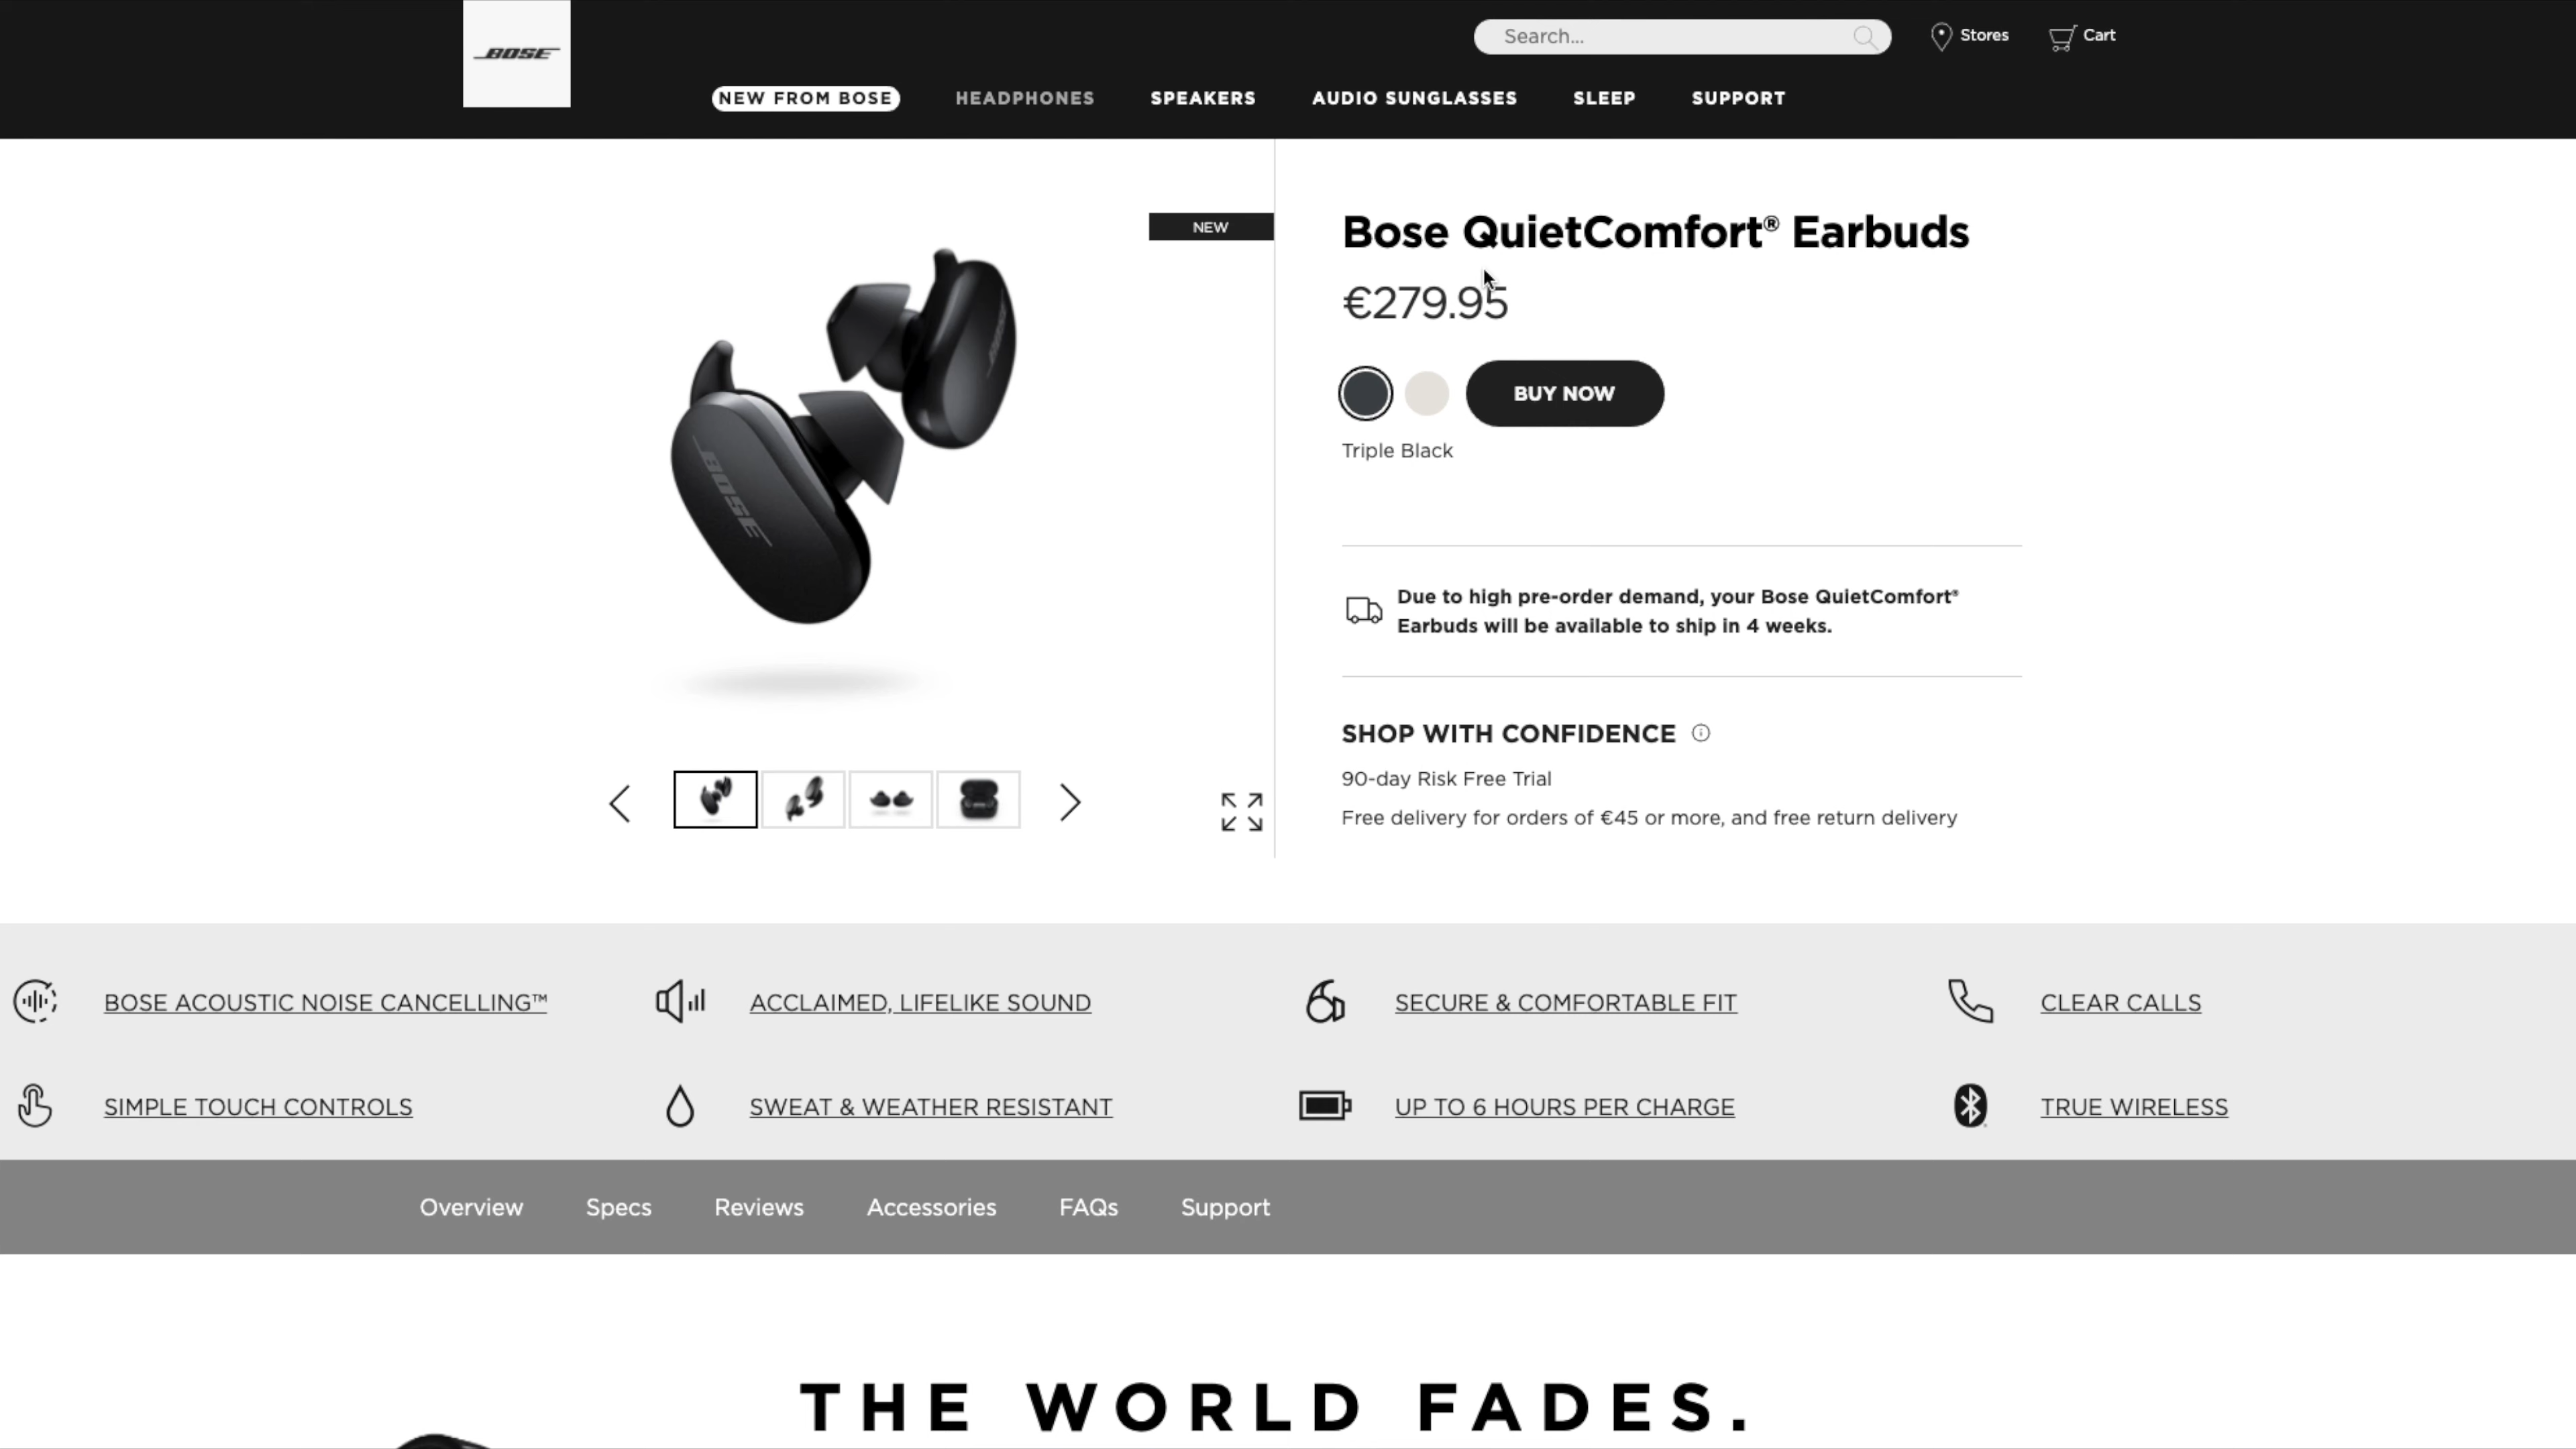 BOSE
Search...
Stores
Cart
NEW FROM BOSE
HEADPHONES
SPEAKERS
AUDIO SUNGLASSES
SLEEP
SUPPORT
NEW
BOSE
BOSE
Bose QuietComfort® Earbuds
€279.95
BUY NOW
Triple Black
Due to high pre-order demand, your Bose QuietComfort®
Earbuds will be available to ship in 4 weeks.
SHOP WITH CONFIDENCE
90-day Risk Free Trial
Free delivery for orders of €45 or more, and free return delivery
BOSE ACOUSTIC NOISE CANCELLING™
ACCLAIMED, LIFELIKE SOUND
SECURE & COMFORTABLE FIT
CLEAR CALLS
SIMPLE TOUCH CONTROLS
SWEAT & WEATHER RESISTANT
UP TO 6 HOURS PER CHARGE
TRUE WIRELESS
Overview
Specs
Reviews
Accessories
FAQs
Support
THE WORLD FADES.